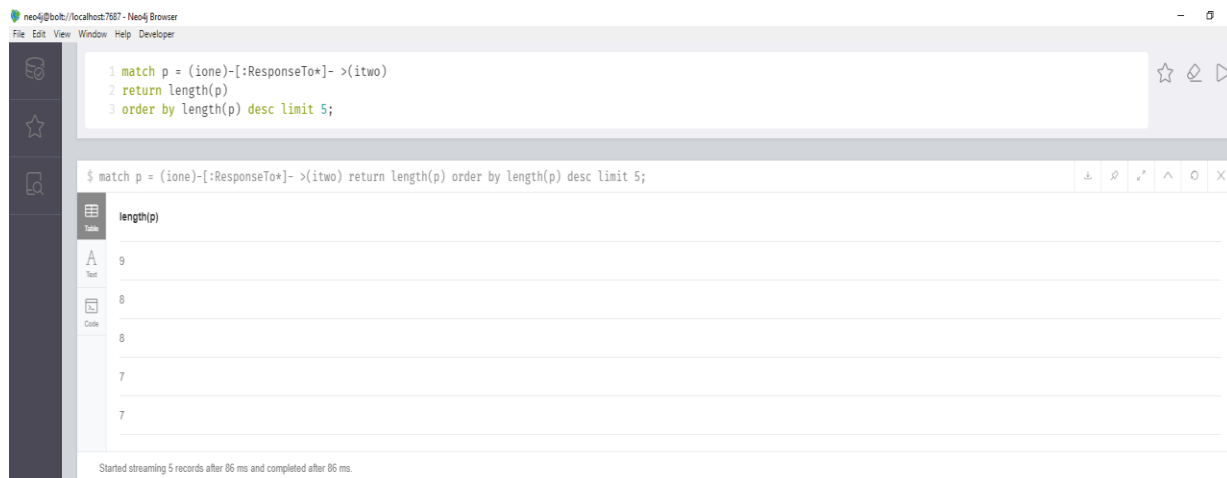 neo4j@bolt://localhost:7687 - Neo4j Browser
File Edit View Window Help Developer
1 match p = (ione)-[:ResponseTo*]- >(itwo)
2 return length(p)
3 order by length(p) desc limit 5;
$ match p = (ione)-[:ResponseTo*]- >(itwo) return length(p) order by length(p) desc limit 5;
Table
length(p)
A
Text
9
8
Code
8
7
7
Started streaming 5 records after 86 ms and completed after 86 ms.